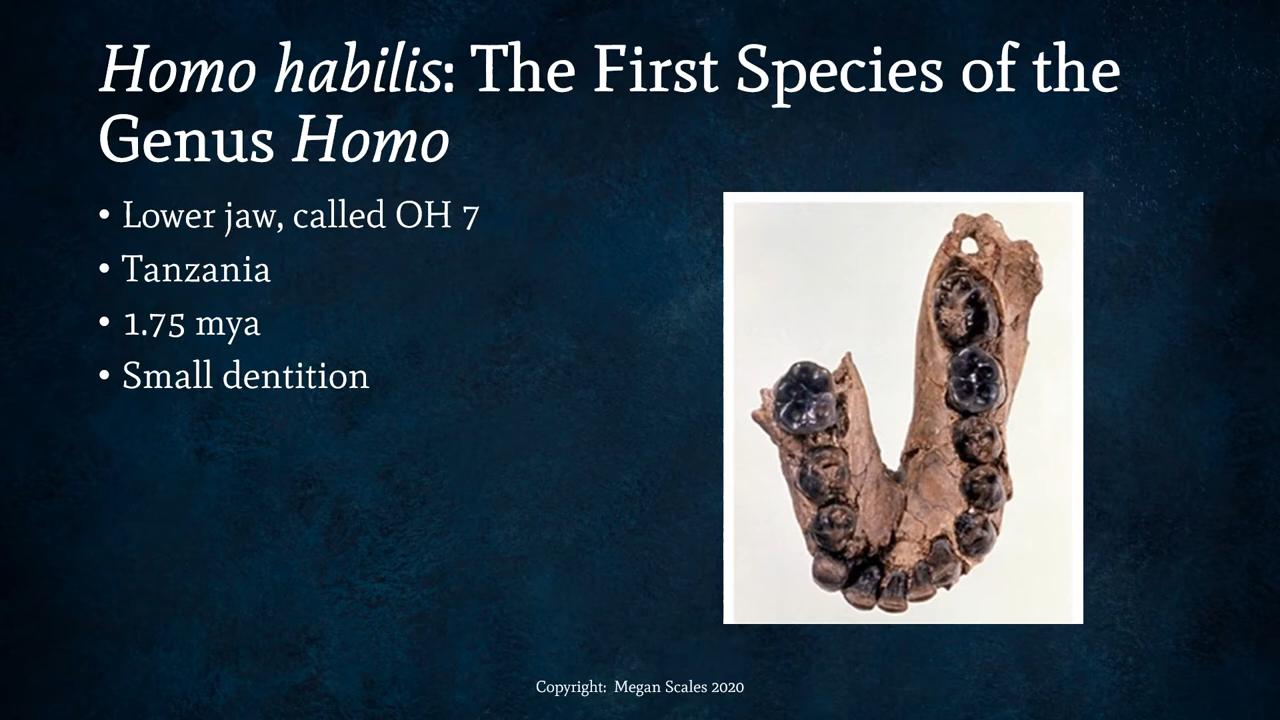 Homo habilis: The First Species of the
Genus Homo
• Lower jaw, called OH 7
• Tanzania
• 1.75 mya
• Small dentition
Copyright: Megan Scales 2020